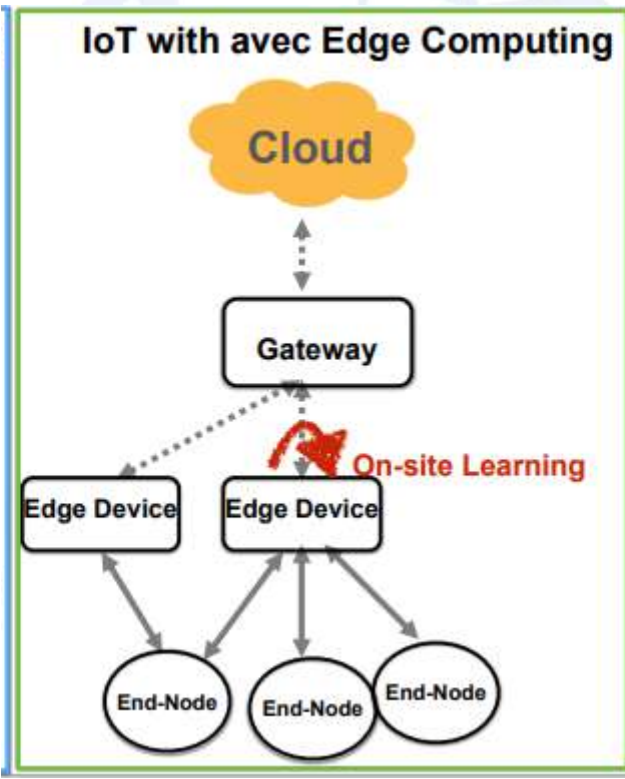 IoT with avec Edge Computing
Cloud
Gateway
On-site Learning
Edge Device
Edge Device
End-Node
End-Node
End-Node